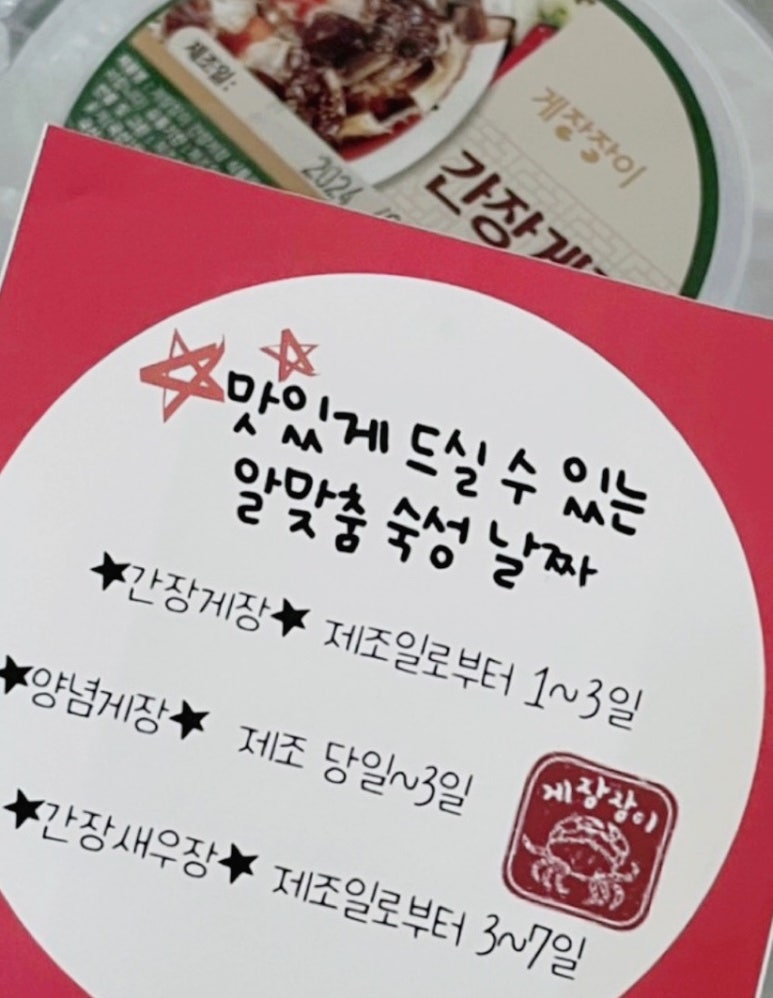 제조일:
2024
게장장이
간장게
맛있게 드실 수 있는
알맞춤 숙성 날짜
★간장게장★ 제조일로부터 1~3일
★양념게장★ 제조 당일~3일
게장장이
★간장새우장★ 제조일로부터 3~7일